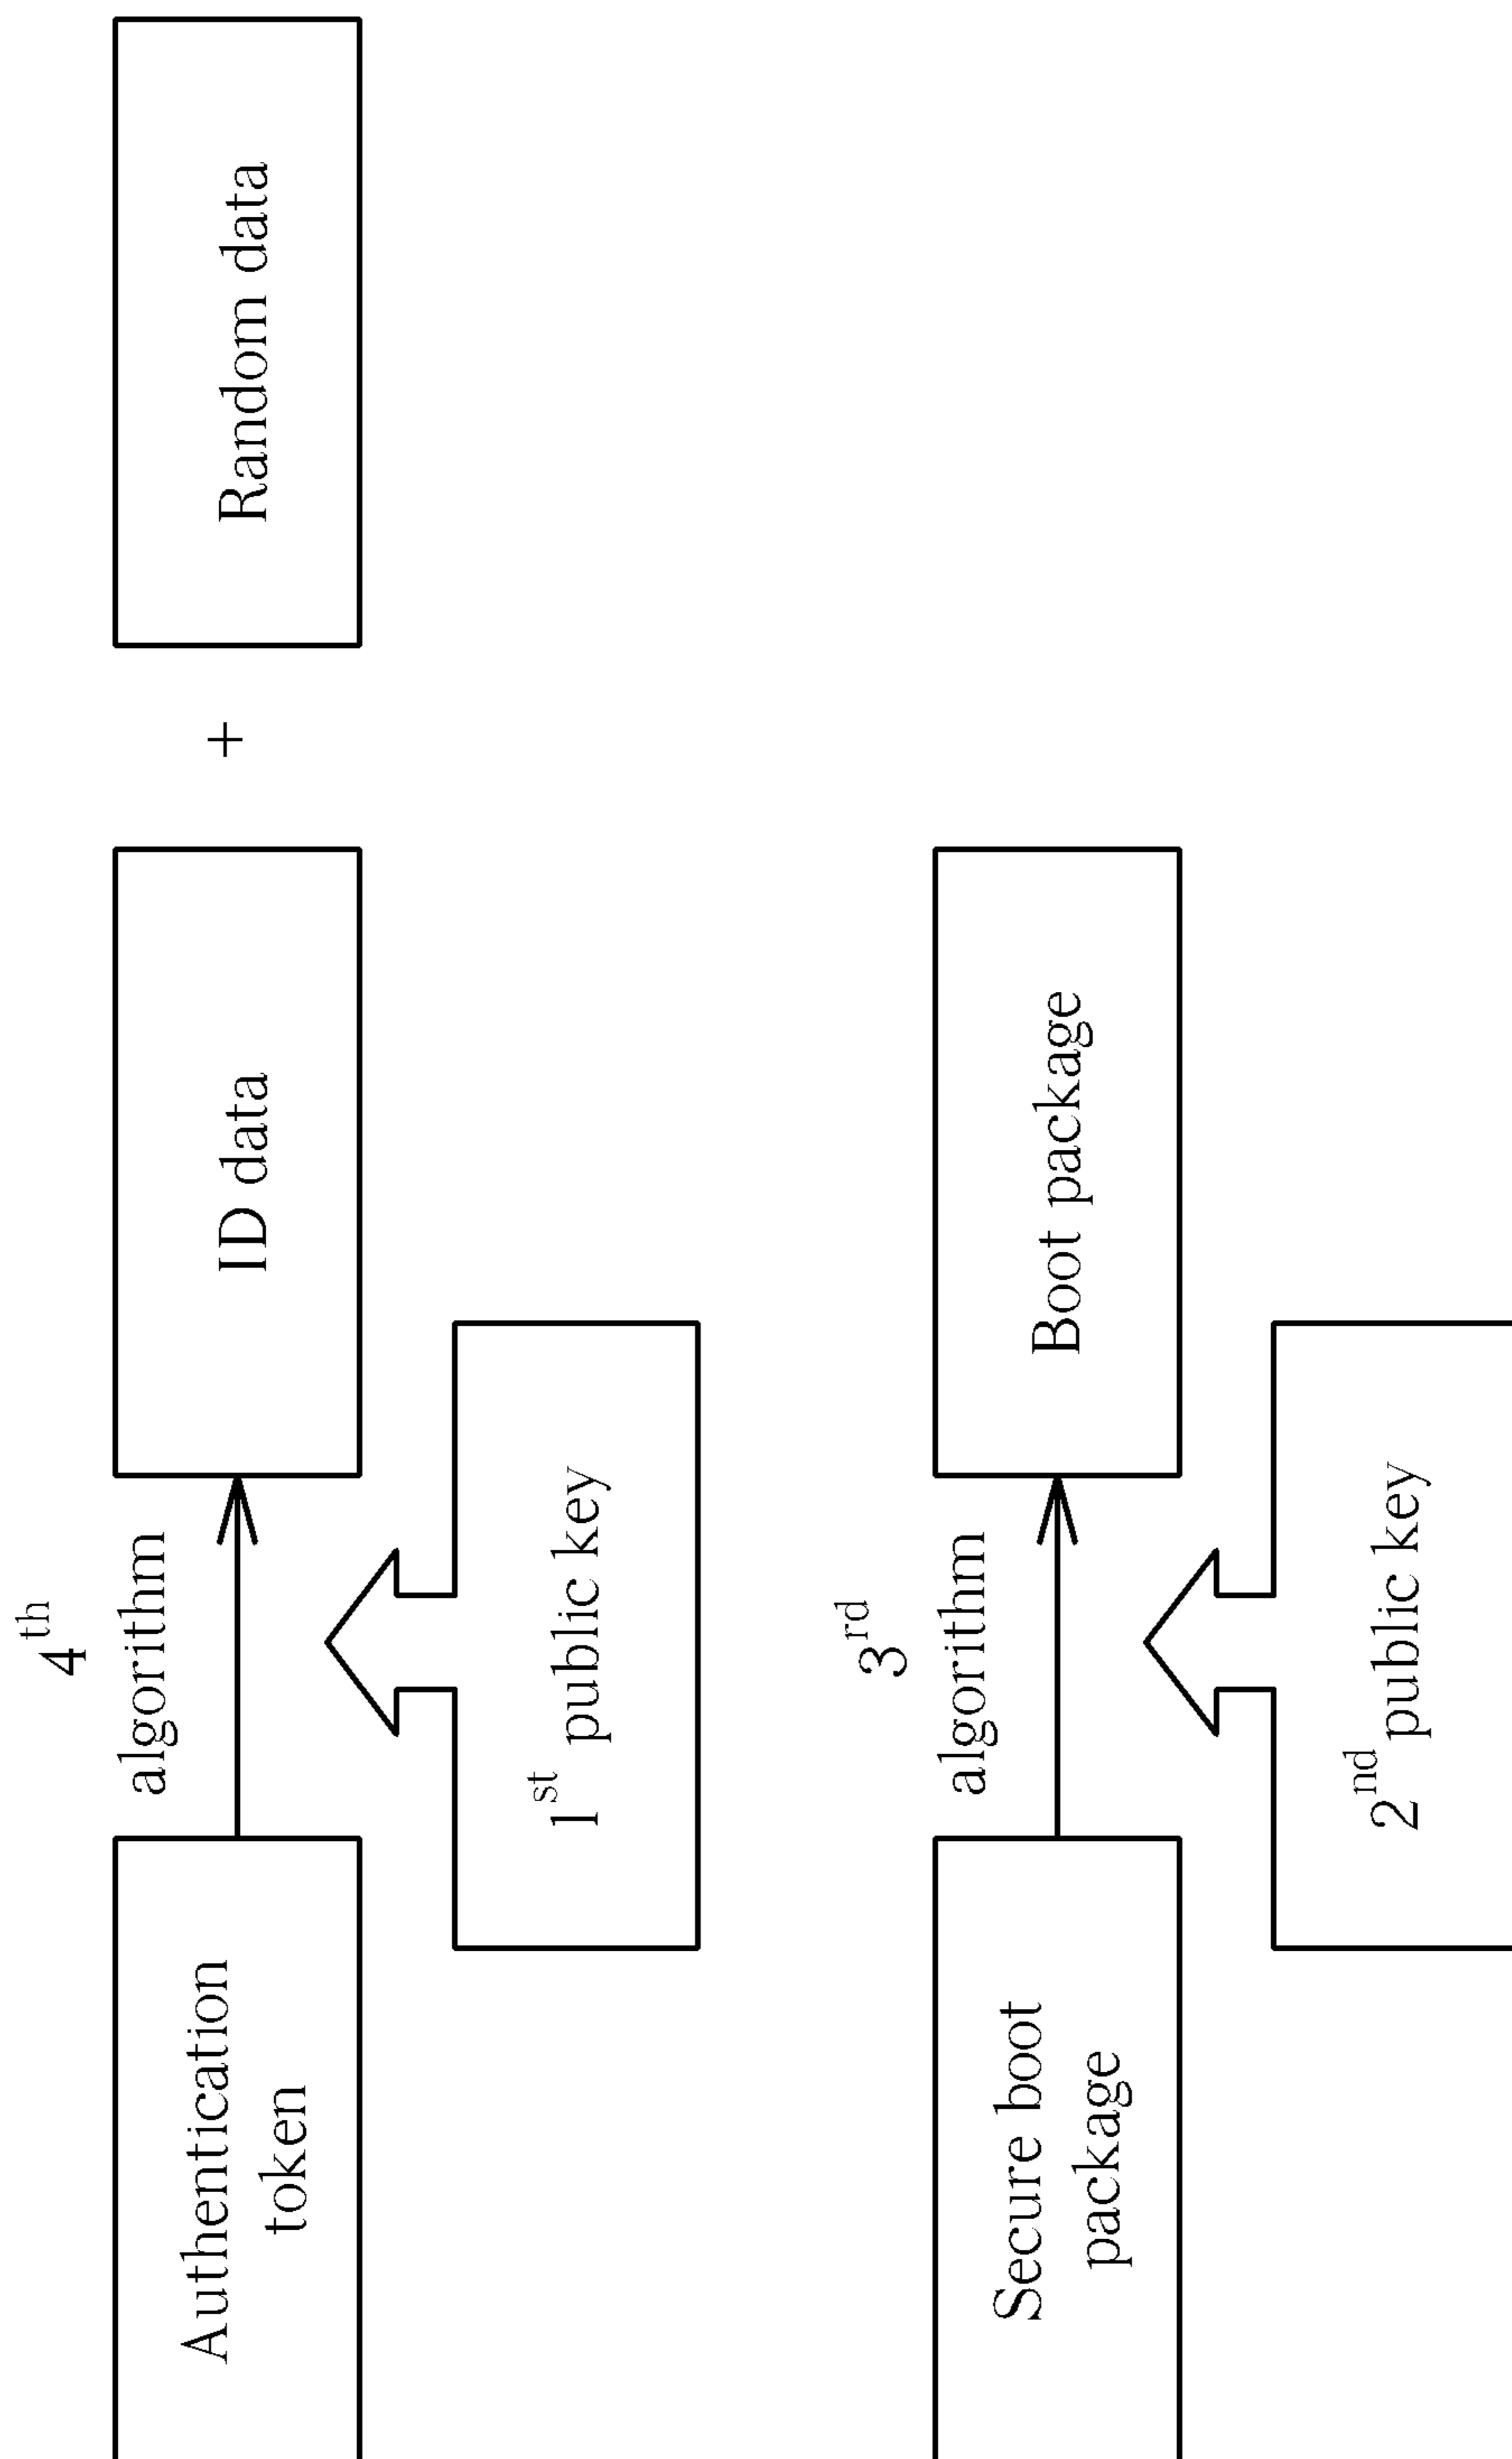 4th
algorithm
Authentication
token
ID data
+
Random data
1st public key
3rd
algorithm
Secure boot
package
Boot package
2nd public key